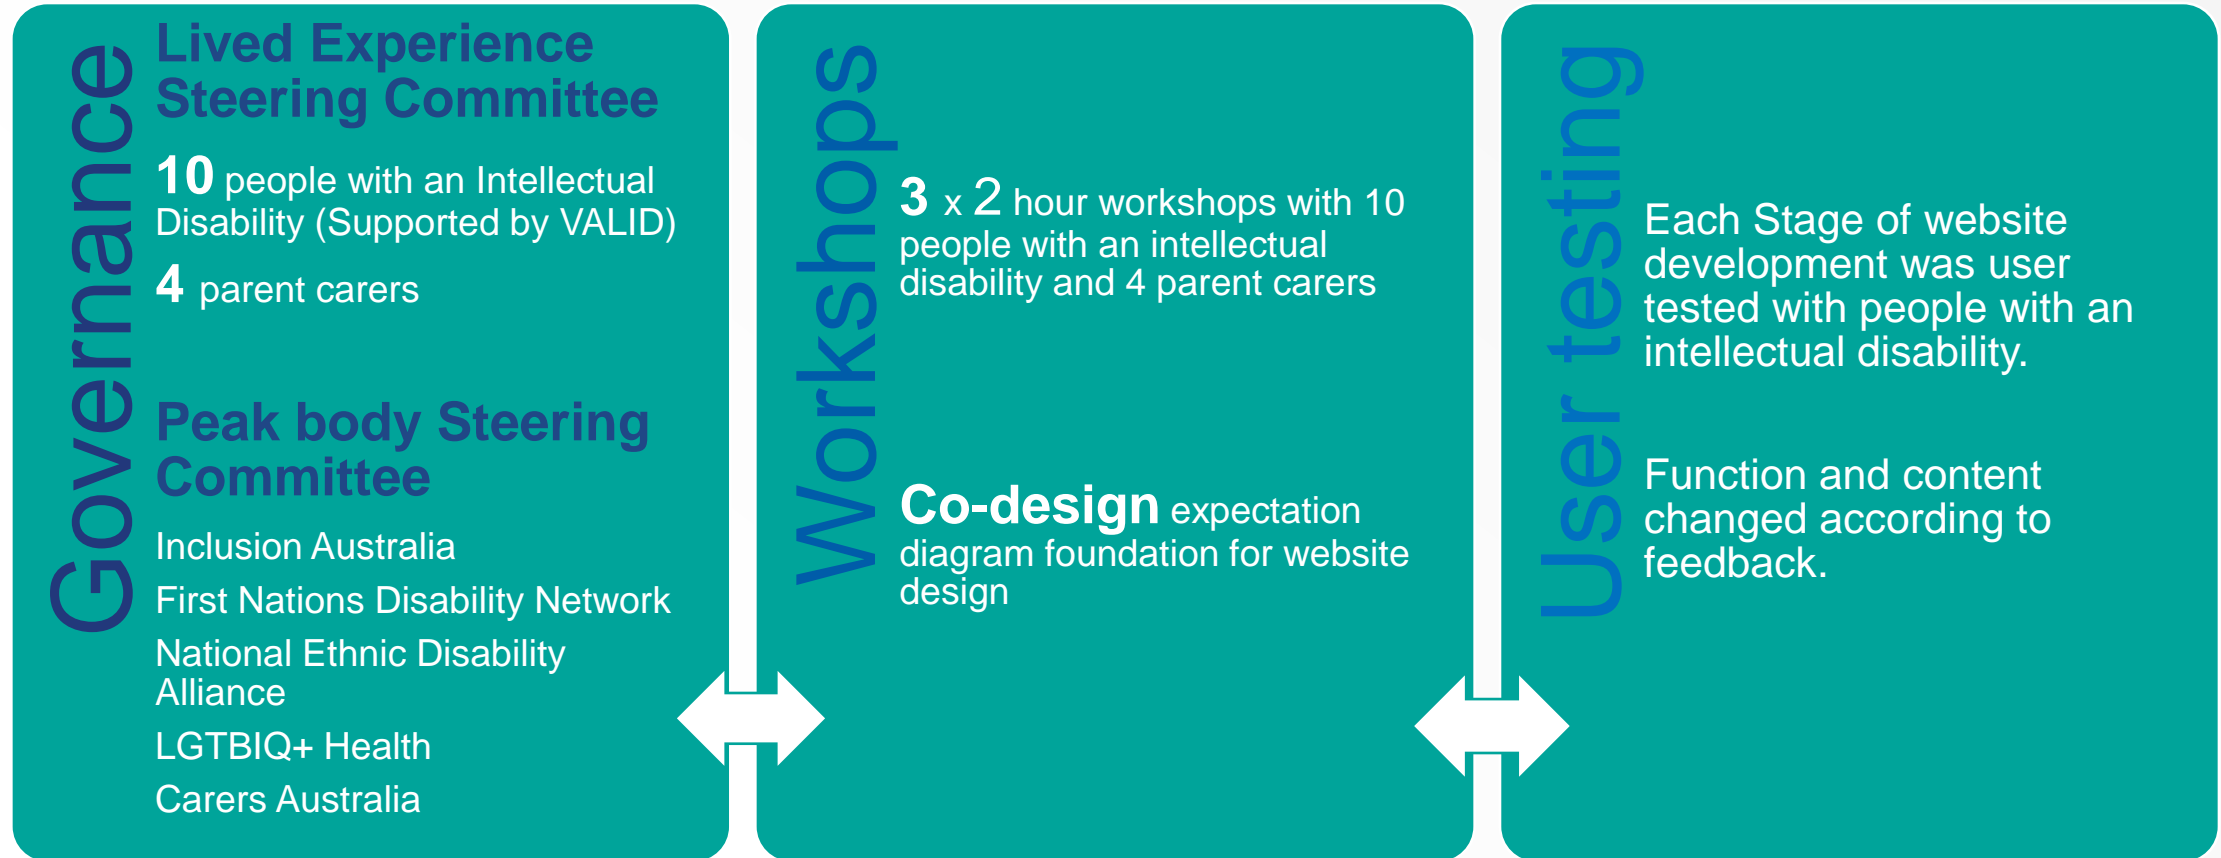 Governance
Lived Experience
Steering Committee
10 people with an Intellectual
Disability (Supported by VALID)
4 parent carers
Peak body Steering
Committee
Inclusion Australia
First Nations Disability Network
National Ethnic Disability
Alliance
LGTBIQ+ Health
Carers Australia
Workshops
3 x 2 hour workshops with 10
people with an intellectual
disability and 4 parent carers
Co-design expectation
diagram foundation for website
design
User testing
Each Stage of website
development was user
tested with people with an
intellectual disability.
Function and content
changed according to
feedback.